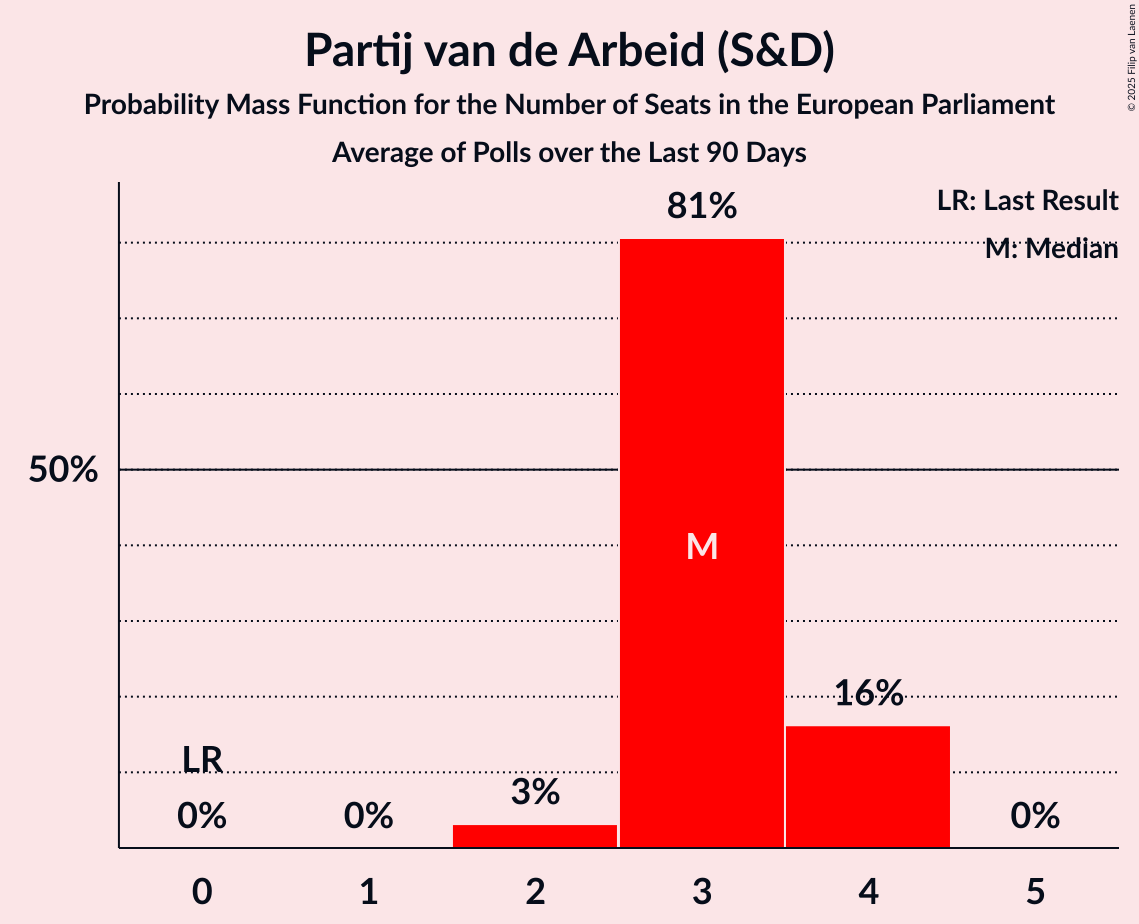 Partij van de Arbeid (S&D)
Probability Mass Function for the Number of Seats in the European Parliament
Average of Polls over the Last 90 Days
© 2025 Filip van Laenen
LR: Last Result
M: Median
81%
50%
M
16%
LR
3%
0%
0%
0%
0 1 2 3 4 5